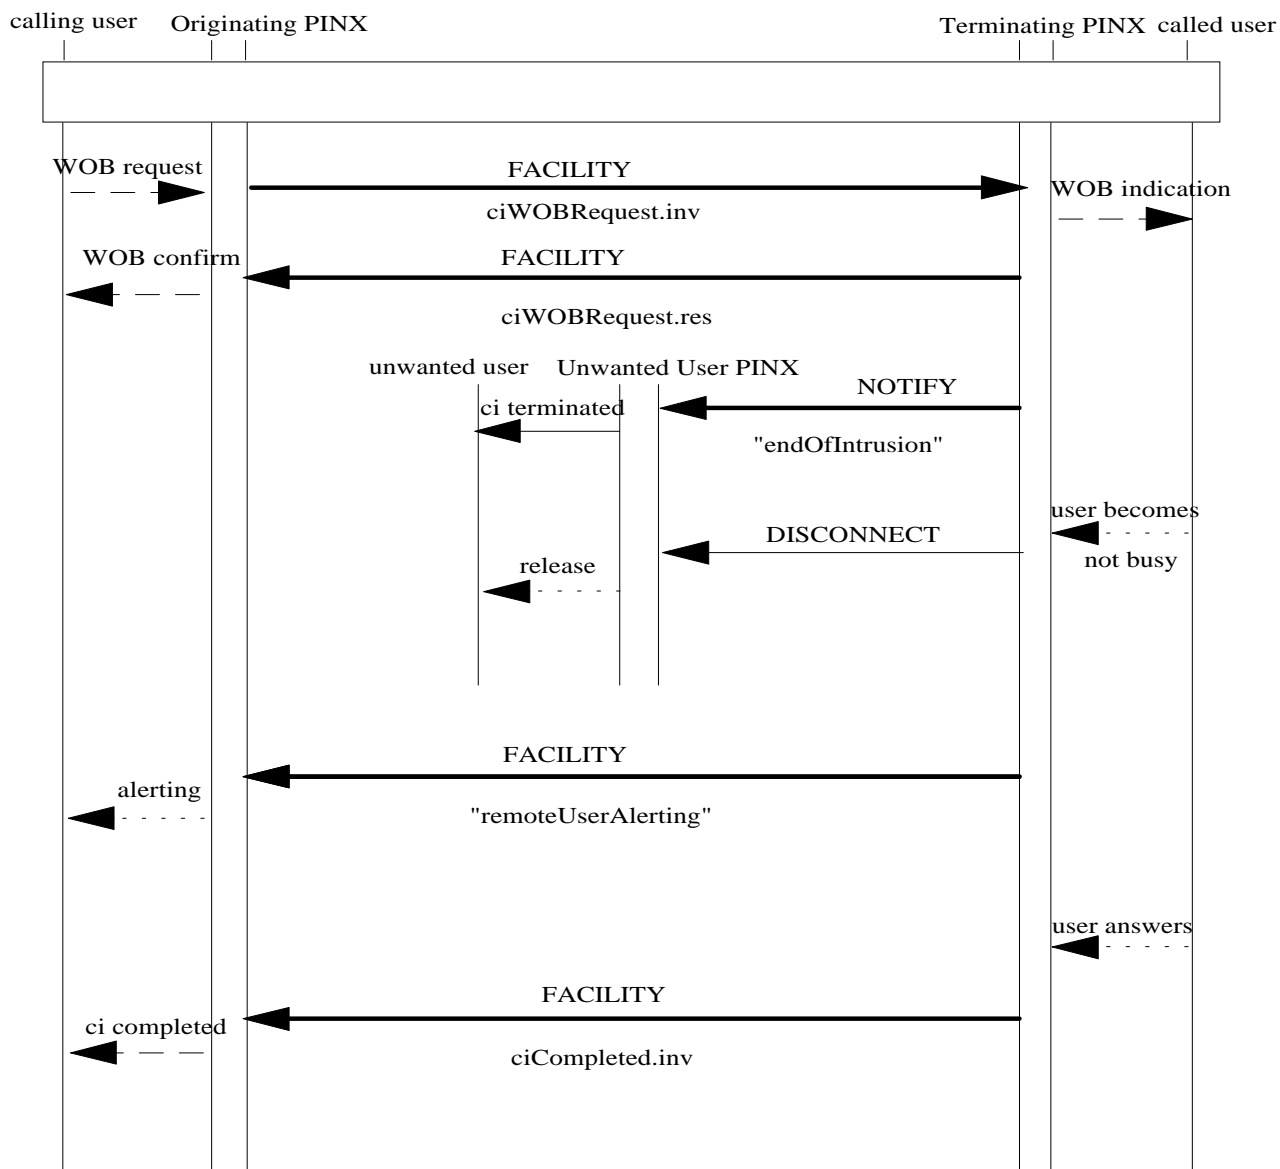 calling user
Originating PINX
Terminating PINX
called user
WOB request
FACILITY
WOB indication
ciWOBRequest.inv
WOB confirm
FACILITY
ciWOBRequest.res
unwanted user
Unwanted User PINX
NOTIFY
ci terminated
"endOfIntrusion"
user becomes
DISCONNECT
not busy
release
FACILITY
alerting
"remoteUserAlerting"
user answers
FACILITY
ci completed
ciCompleted.inv